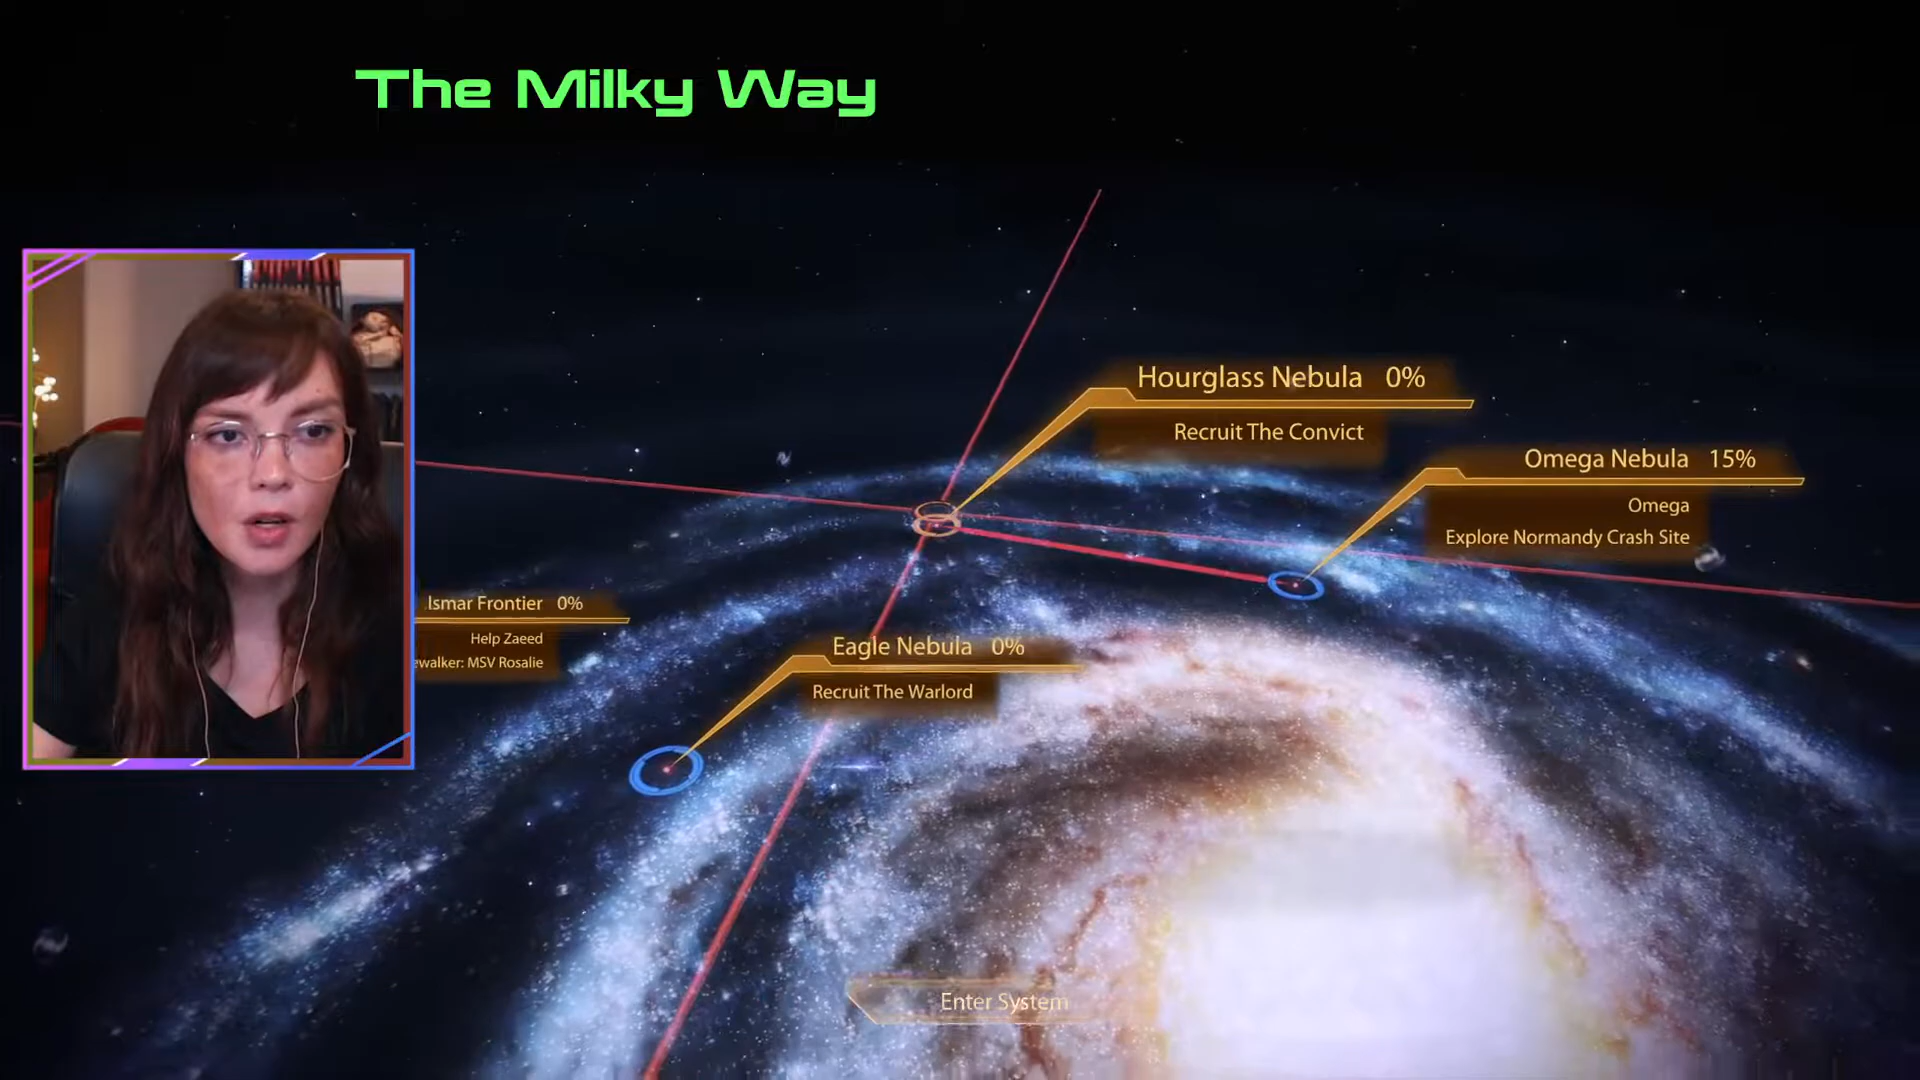 The Milky Way
Hourglass Nebula 0%
Recruit The Convict
Omega Nebula 15%
Omega
Explore Normandy Crash Site
Ismar Frontier 0%
Help Zaeed
MSV Rosalie
Eagle Nebula 0%
Recruit The Warlord
Enter System